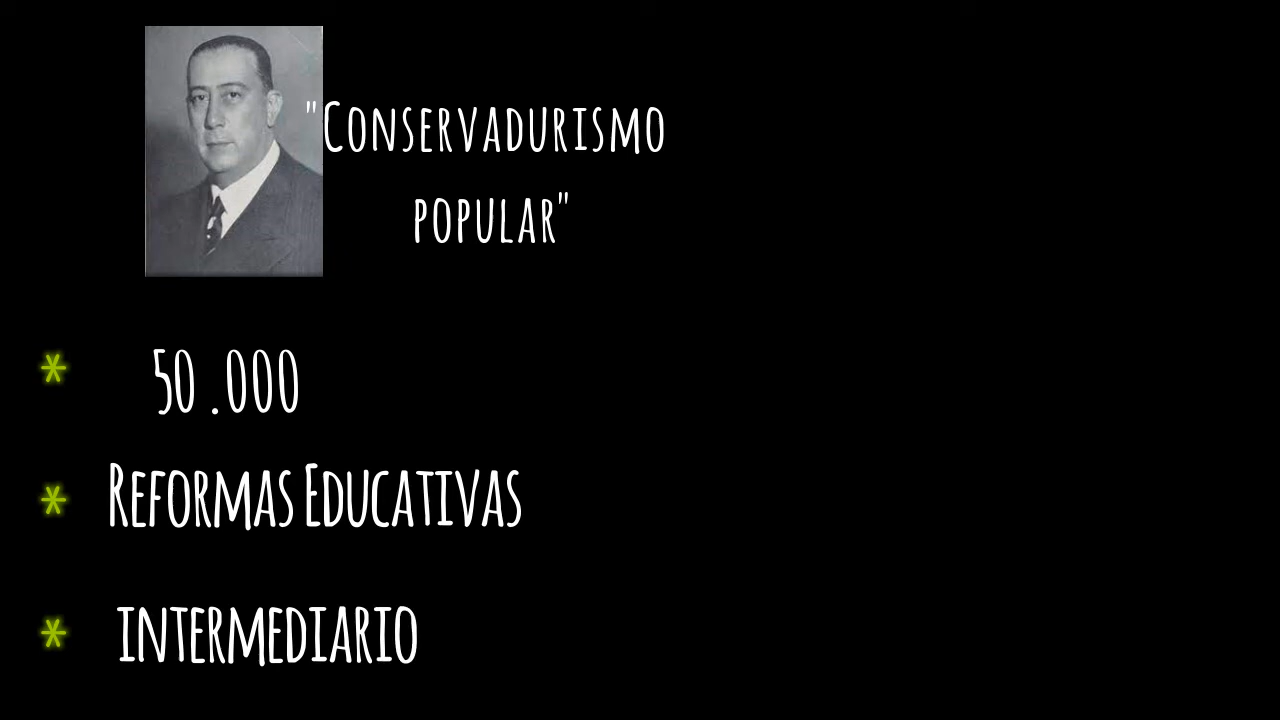 "Conservadurismo
popular"
* 50 .000
* Reformas Educativas
* intermediario